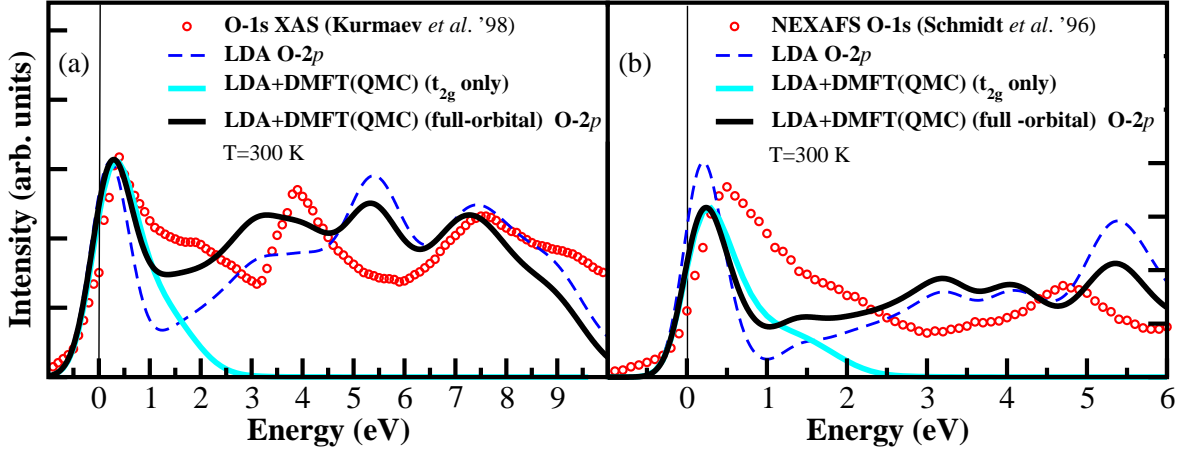 (a)
O-1s XAS (Kurmaev et al. '98)
LDA O-2p
LDA+DMFT(QMC) (t2g only)
LDA+DMFT(QMC) (full-orbital) O-2p
T=300 K
Intensity (arb. units)
0 1 2 3 4 5 6 7 8 9
Energy (eV)
(b)
NEXAFS O-1s (Schmidt et al. '96)
LDA O-2p
LDA+DMFT(QMC) (t2g only)
LDA+DMFT(QMC) (full -orbital) O-2p
T=300 K
0 1 2 3 4 5 6
Energy (eV)